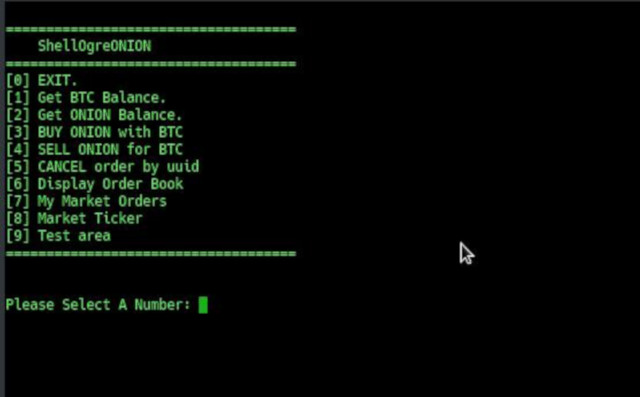 ====================================
ShellOgreONION
====================================
[0] EXIT.
[1] Get BTC Balance.
[2] Get ONION Balance.
[3] BUY ONION with BTC
[4] SELL ONION for BTC
[5] CANCEL order by uuid
[6] Display Order Book
[7] My Market Orders
[8] Market Ticker
[9] Test area
====================================
Please Select A Number: